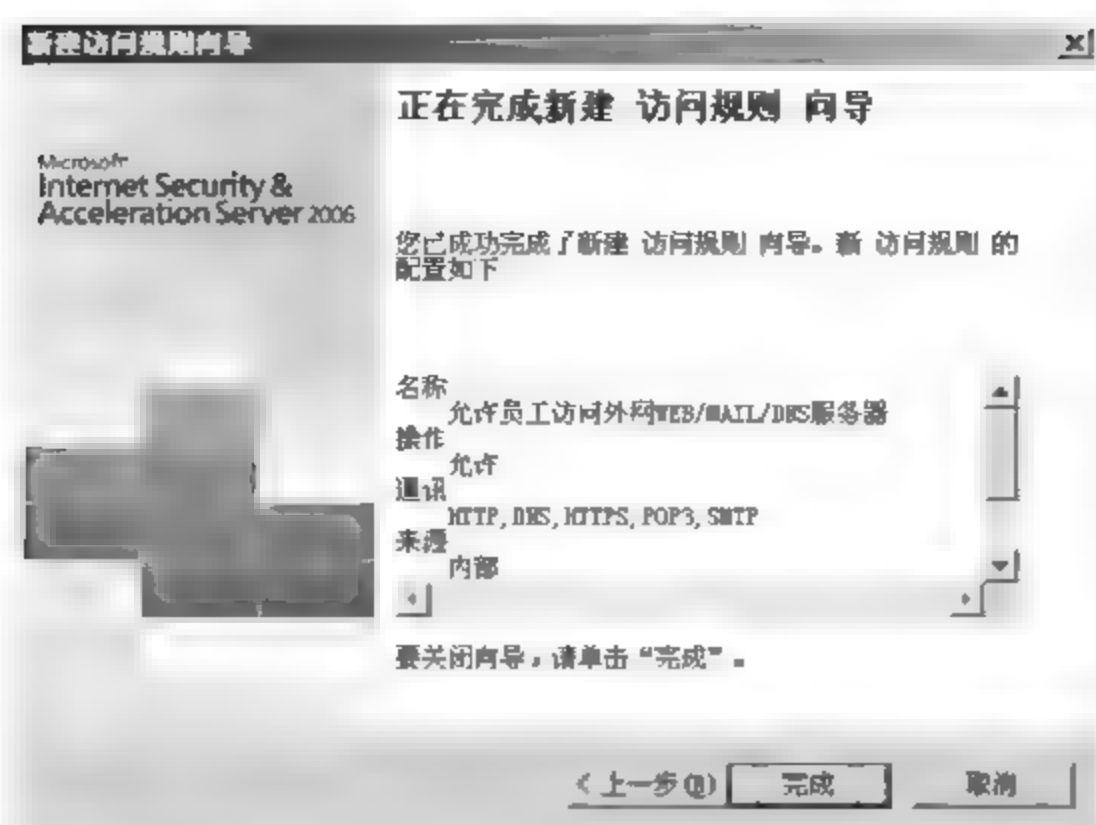 新建访问规则向导
正在完成新建 访问规则 向导
Microsoft
Internet Security &
Acceleration Server 2006
您已成功完成了新建 访问规则 向导。新 访问规则 的
配置如下
名称
允许员工访问外网WEB/MAIL/DNS服务器
操作
允许
通讯
HTTP,DNS,HTTPS,POP3,SMTP
来源
内部
要关闭向导，请单击“完成”。
<上一步(B) 完成 取消